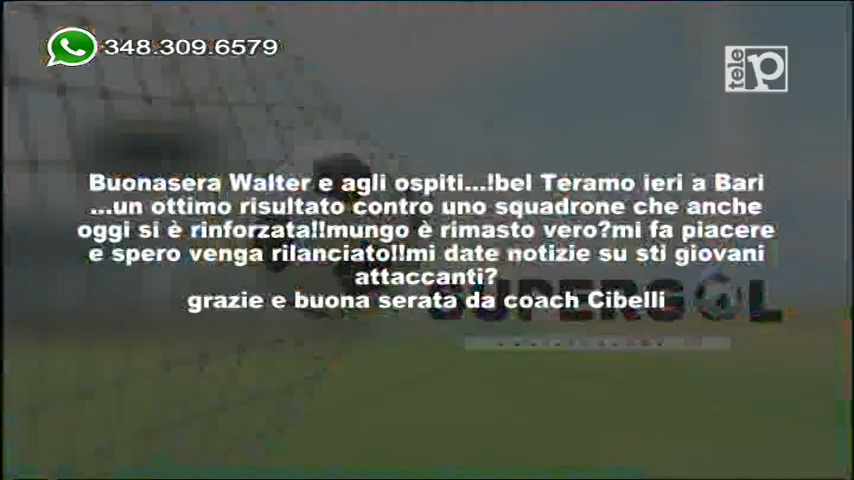 348.309.6579
tele p
Buonasera Walter e agli ospiti...!bel Teramo ieri a Bari
...un ottimo risultato contro uno squadrone che anche
oggi si è rinforzata!!mungo è rimasto vero?mi fa piacere
e spero venga rilanciato!!mi date notizie su sti giovani
attaccanti?
grazie e buona serata da coach Cibelli
SUPERGOL